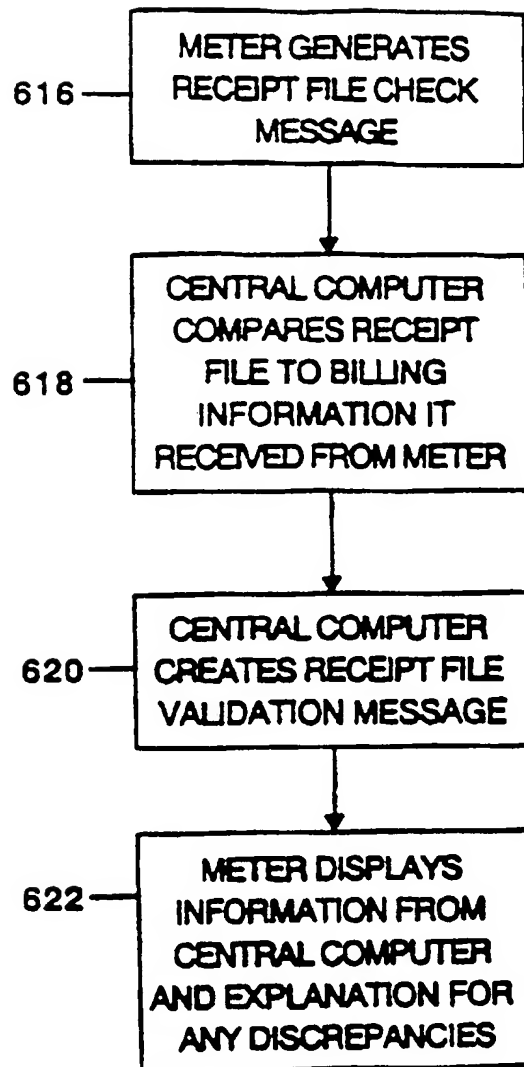 METER GENERATES
616
RECEIPT FILE CHECK
MESSAGE
CENTRAL COMPUTER
COMPARES RECEIPT
618
FILE TO BILLING
INFORMATION IT
RECEIVED FROM METER
CENTRAL COMPUTER
620
CREATES RECEIPT FILE
VALIDATION MESSAGE
METER DISPLAYS
622
INFORMATION FROM
CENTRAL COMPUTER
AND EXPLANATION FOR
ANY DISCREPANCIES